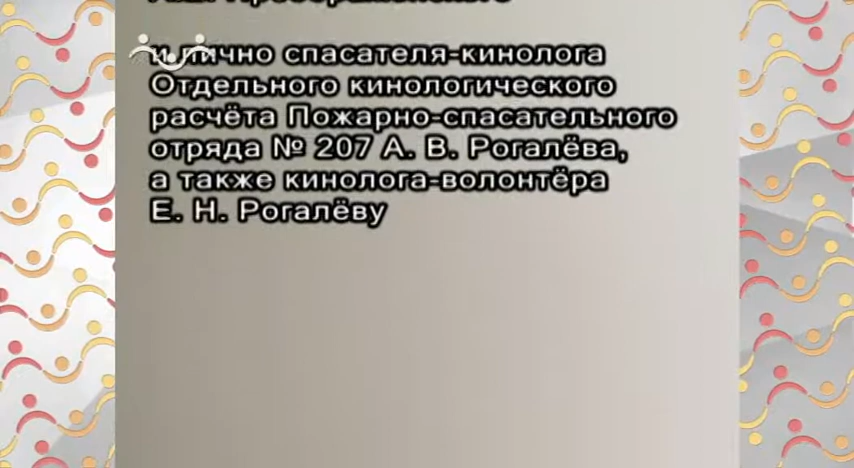 и лично спасателя-кинолога
Отдельного кинологического
расчёта Пожарно-спасательного
отряда № 207 А. В. Рогалёва,
а также кинолога-волонтёра
Е. Н. Рогалёву